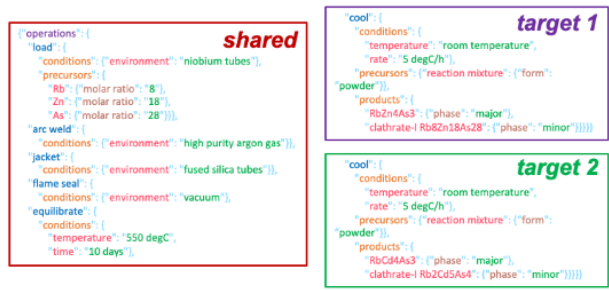 shared
{"operations": {
"load": {
"conditions": {"environment": "niobium tubes"},
"precursors": {
"Rb": {"molar ratio": "8"},
"Zn": {"molar ratio": "18"},
"As": {"molar ratio": "28"}}},
"arc weld": {
"conditions": {"environment": "high purity argon gas"}},
"jacket": {
"conditions": {"environment": "fused silica tubes"}},
"flame seal": {
"conditions": {"environment": "vacuum"},
"equilibrate": {
"conditions": {
"temperature": "550 degC",
"time": "10 days"},
target 1
"cool": {
"conditions": {
"temperature": "room temperature",
"rate": "5 degC/h"},
"precursors": {"reaction mixture": {"form":
"powder"}},
"products": {
"RbZn4As3": {"phase": "major"},
"clathrate-I Rb8Zn18As28": {"phase": "minor"}}}}}
target 2
"cool": {
"conditions": {
"temperature": "room temperature",
"rate": "5 degC/h"},
"precursors": {"reaction mixture": {"form":
"powder"}},
"products": {
"RbCd4As3": {"phase": "major"},
"clathrate-I Rb2Cd5As4": {"phase": "minor"}}}}}